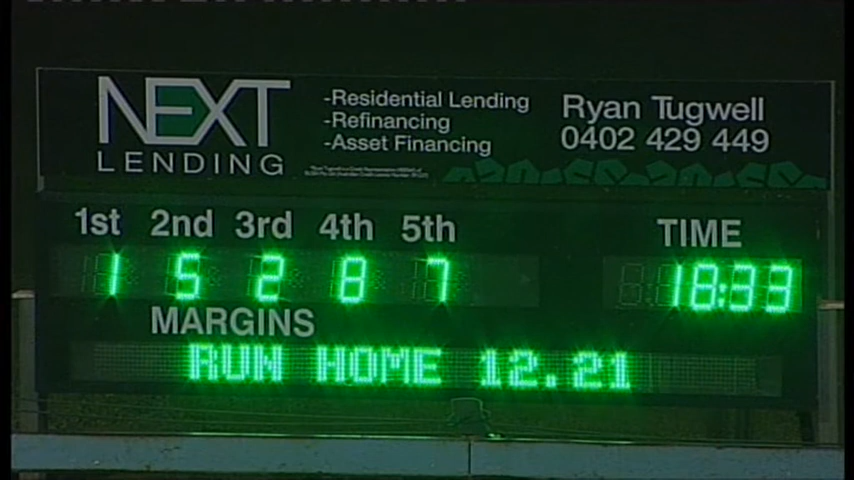 NEXT
LENDING
-Residential Lending
-Refinancing
-Asset Financing
Ryan Tugwell
0402 429 449
1st 2nd 3rd 4th 5th TIME
1 5 2 8 7 18:33
MARGINS
RUN HOME 12.21